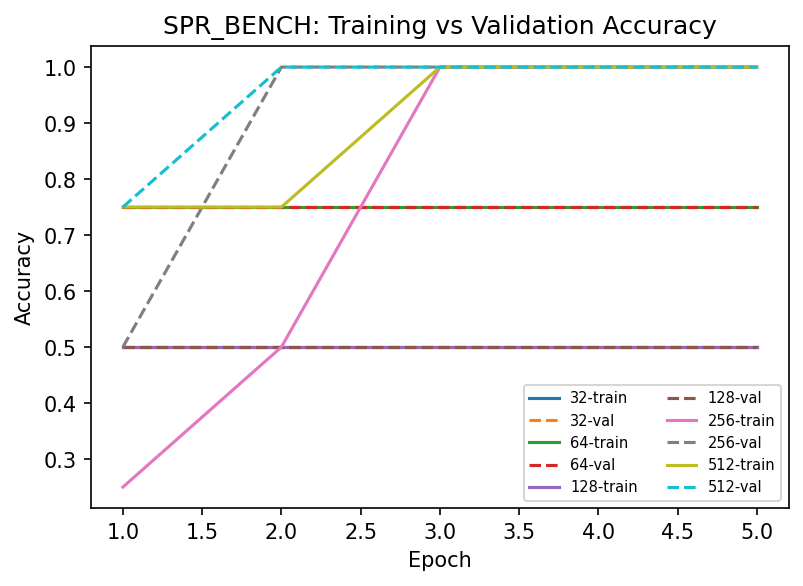 SPR_BENCH: Training vs Validation Accuracy
Accuracy
1.0
0.9
0.8
0.7
0.6
0.5
0.4
0.3
32-train
32-val
64-train
64-val
128-train
128-val
256-train
256-val
512-train
512-val
1.0 1.5 2.0 2.5 3.0 3.5 4.0 4.5 5.0
Epoch